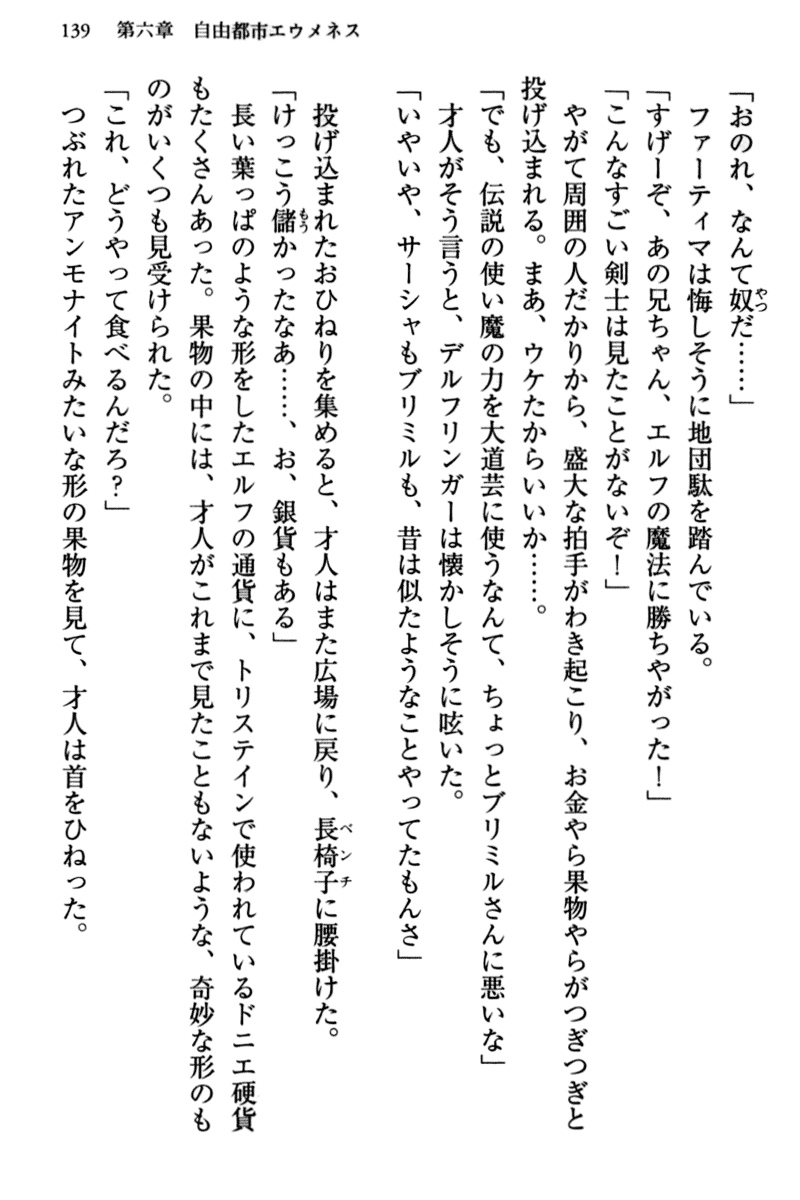 139　第六章　自由都市エウメネス
「おのれ、なんて奴だ……」
　ファーティマは悔しそうに地団駄を踏んでいる。
「すげーぞ、あの兄ちゃん、エルフの魔法に勝ちやがった！」
「こんなすごい剣士は見たことがないぞ！」
　やがて周囲の人だかりから、盛大な拍手がわき起こり、お金やら果物やらがつぎつぎと
投げ込まれる。まあ、ウケたからいいか……。
「でも、伝説の使い魔の力を大道芸に使うなんて、ちょっとブリミルさんに悪いな」
　才人がそう言うと、デルフリンガーは懐かしそうに呟いた。
「いやいや、サーシャもブリミルも、昔は似たようなことやってたもんさ」
　投げ込まれたおひねりを集めると、才人はまた広場に戻り、長椅子に腰掛けた。
「けっこう儲かったなあ……、お、銀貨もある」
　長い葉っぱのような形をしたエルフの通貨に、トリステインで使われているドニエ硬貨
もたくさんあった。果物の中には、才人がこれまで見たこともないような、奇妙な形のも
のがいくつも見受けられた。
「これ、どうやって食べるんだろ？」
　つぶれたアンモナイトみたいな形の果物を見て、才人は首をひねった。